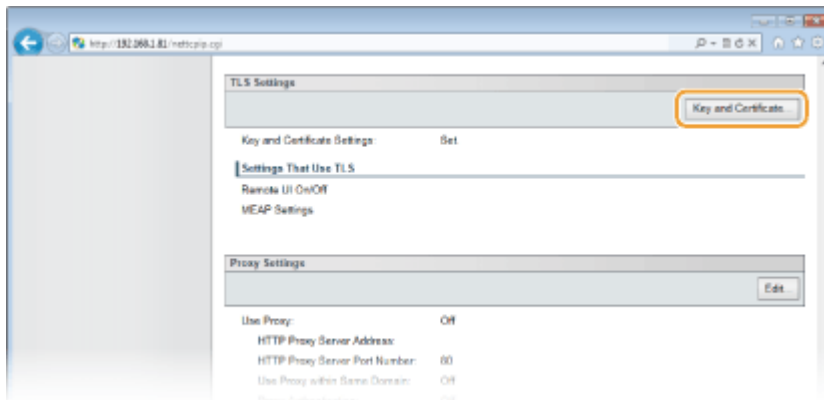 http://192.168.1.81/nettcpip.cgi
TLS Settings
Key and Certificate...
Key and Certificate Settings: Set
Settings That Use TLS
Remote UI On/Off
MEAP Settings
Proxy Settings
Edit...
Use Proxy: Off
HTTP Proxy Server Address:
HTTP Proxy Server Port Number: 80
Use Proxy within Same Domain: Off